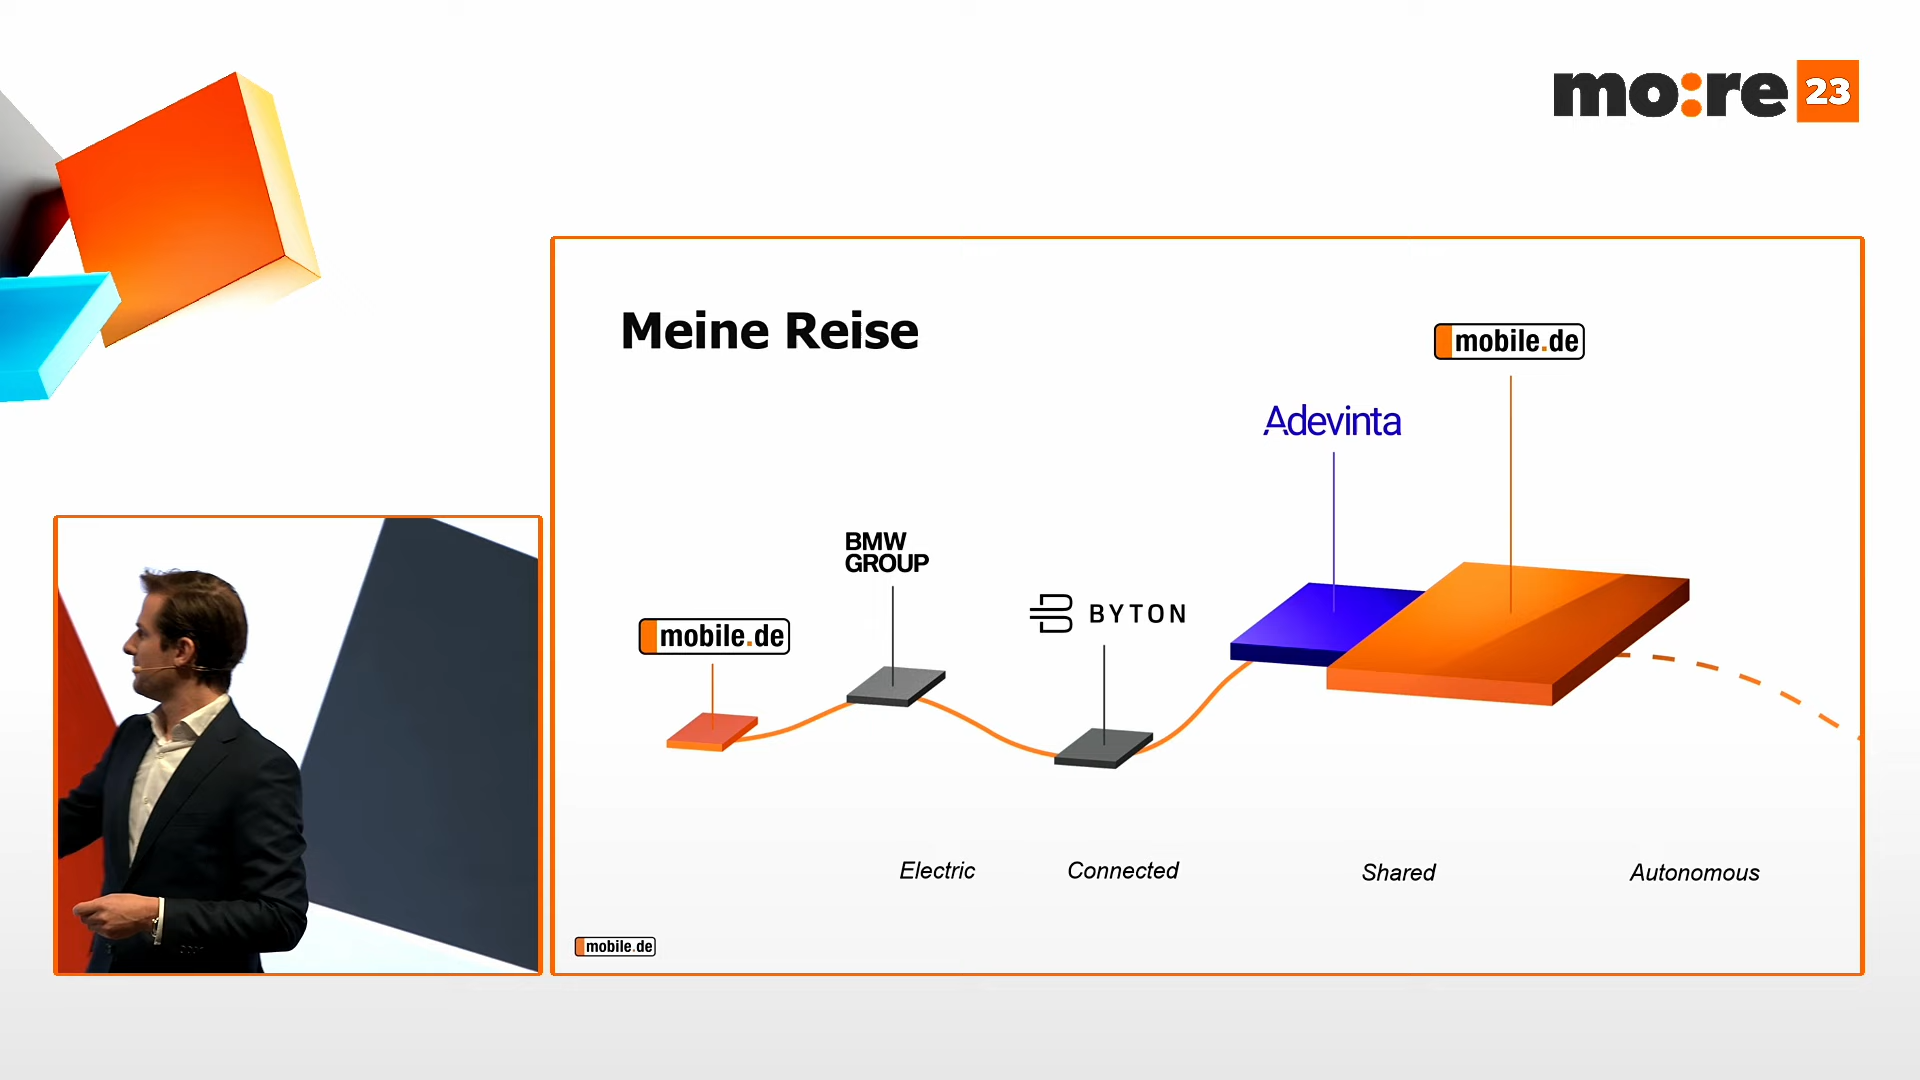 mo:re 23
Meine Reise
mobile.de
Adevinta
BMW
GROUP
BYTON
mobile.de
Electric Connected Shared Autonomous
mobile.de